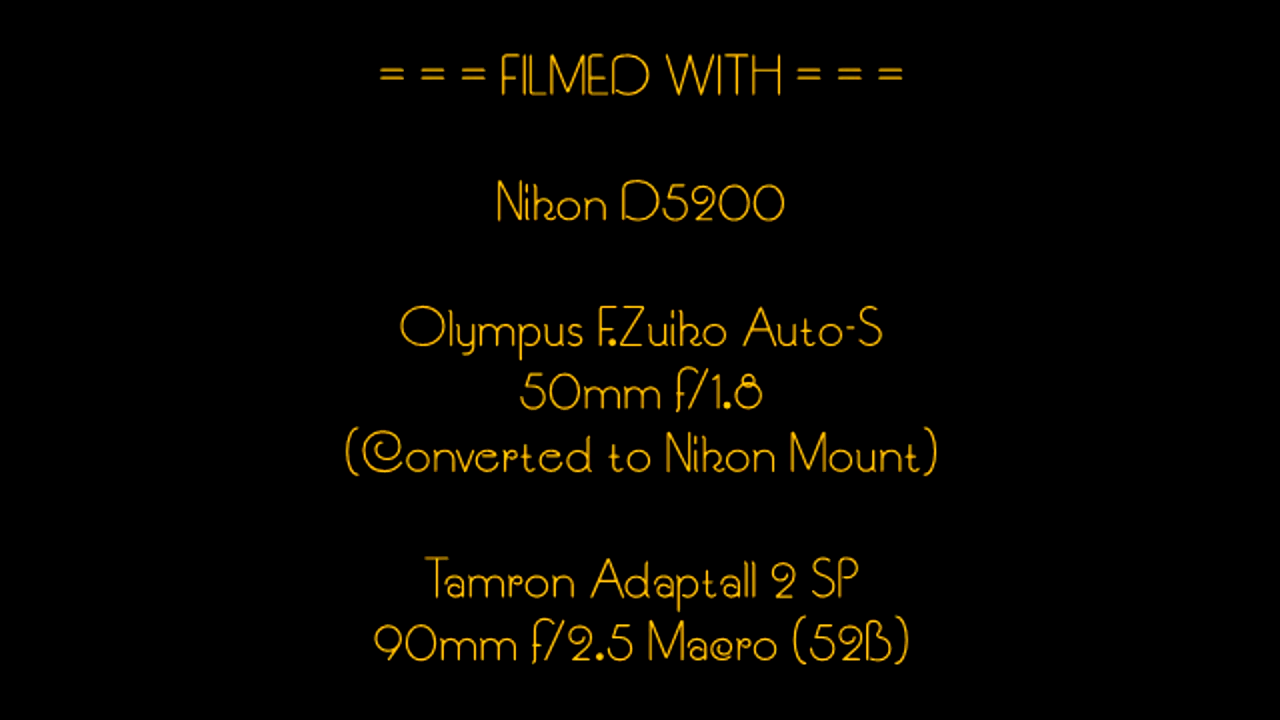 = = = FILMED WITH = = =
Nikon D5200
Olympus F.Zuiko Auto-S
50mm f/1.8
(Converted to Nikon Mount)
Tamron Adaptall 2 SP
90mm f/2.5 Macro (52B)